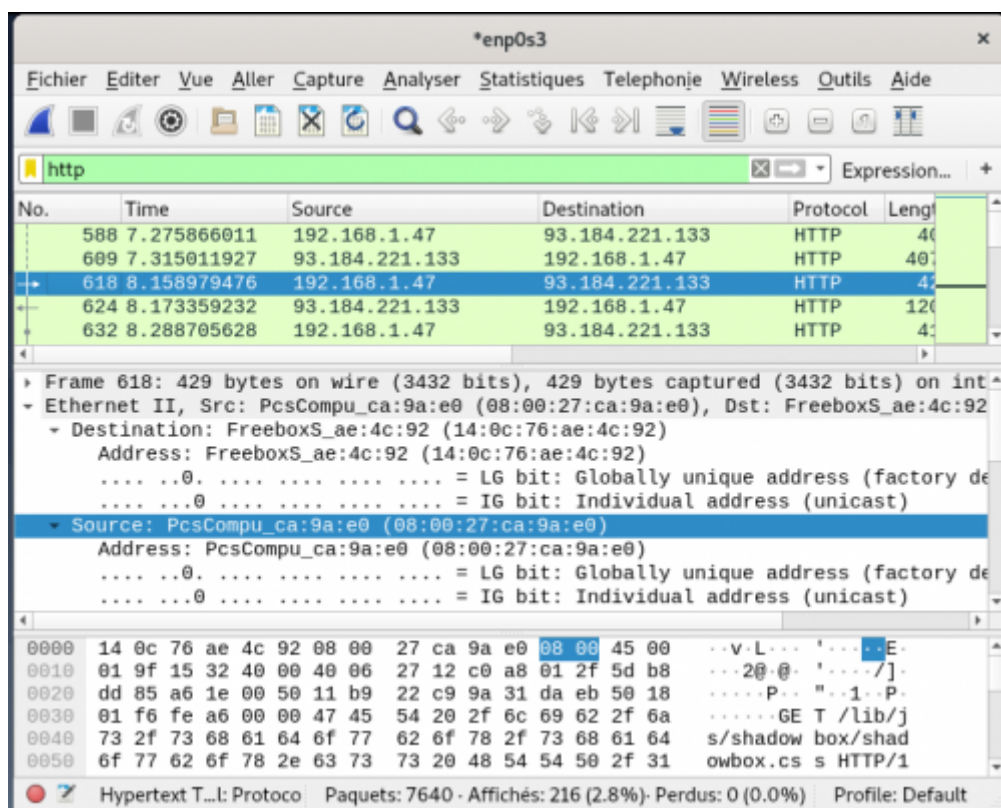 *enp0s3
Fichier Editer Vue Aller Capture Analyser Statistiques Telephonie Wireless Outils Aide
http Expression... +
No. Time Source Destination Protocol Lengt
588 7.275866011 192.168.1.47 93.184.221.133 HTTP 40
609 7.315011927 93.184.221.133 192.168.1.47 HTTP 407
618 8.158979476 192.168.1.47 93.184.221.133 HTTP 42
624 8.173359232 93.184.221.133 192.168.1.47 HTTP 120
632 8.288705628 192.168.1.47 93.184.221.133 HTTP 41
Frame 618: 429 bytes on wire (3432 bits), 429 bytes captured (3432 bits) on int
Ethernet II, Src: PcsCompu_ca:9a:e0 (08:00:27:ca:9a:e0), Dst: FreeboxS_ae:4c:92
Destination: FreeboxS_ae:4c:92 (14:0c:76:ae:4c:92)
Address: FreeboxS_ae:4c:92 (14:0c:76:ae:4c:92)
.... ..0. .... .... .... .... = LG bit: Globally unique address (factory de
.... ...0 .... .... .... .... = IG bit: Individual address (unicast)
Source: PcsCompu_ca:9a:e0 (08:00:27:ca:9a:e0)
Address: PcsCompu_ca:9a:e0 (08:00:27:ca:9a:e0)
.... ..0. .... .... .... .... = LG bit: Globally unique address (factory de
.... ...0 .... .... .... .... = IG bit: Individual address (unicast)
0000 14 0c 76 ae 4c 92 08 00 27 ca 9a e0 08 00 45 00 ··v·L··· '·····E·
0010 01 9f 15 32 40 00 40 06 27 12 c0 a8 01 2f 5d b8 ···2@·@· '····/]·
0020 dd 85 a6 1e 00 50 11 b9 22 c9 9a 31 da eb 50 18 ·····P·· "··1··P·
0030 01 f6 fe a6 00 00 47 45 54 20 2f 6c 69 62 2f 6a ······GE T /lib/j
0040 73 2f 73 68 61 64 6f 77 62 6f 78 2f 73 68 61 64 s/shadow box/shad
0050 6f 77 62 6f 78 2e 63 73 73 20 48 54 54 50 2f 31 owbox.cs s HTTP/1
Hypertext T...l: Protoco Paquets: 7640 · Affichés: 216 (2.8%)· Perdus: 0 (0.0%) Profile: Default